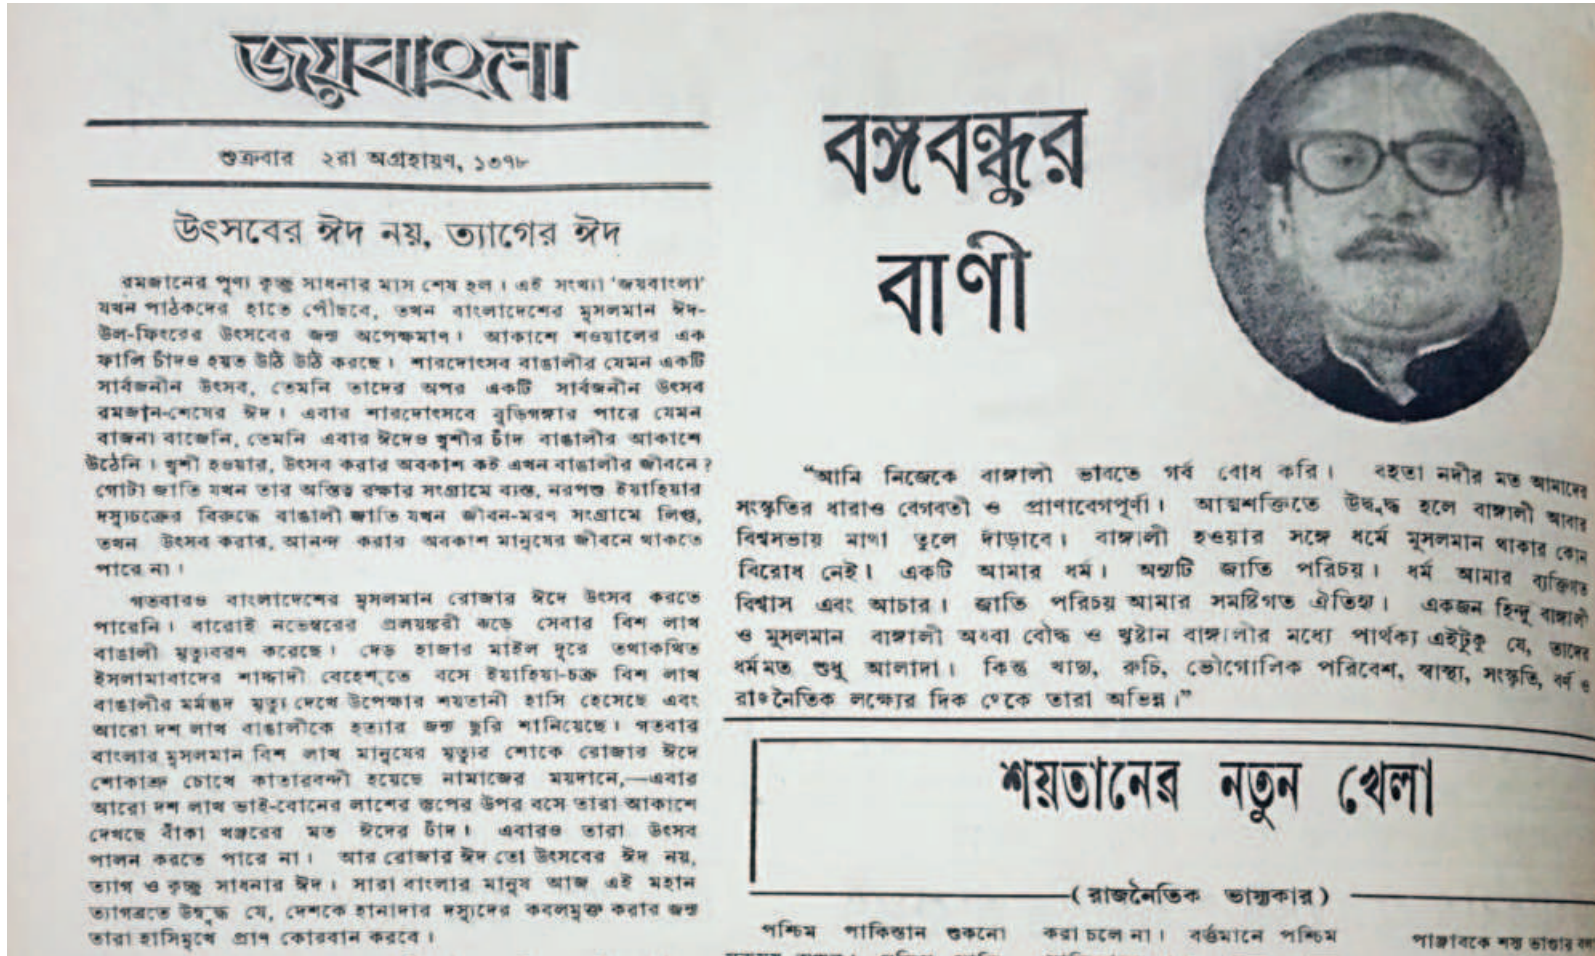 জয়বাংলা
শুক্রবার ২রা অগ্রহায়ণ, ১৩৭৮
উৎসবের ঈদ নয়, ত্যাগের ঈদ
রমজানের পুণ্য কৃচ্ছ্র সাধনার মাস শেষ হল। এই সংখ্যা ‘জয়বাংলা’
যখন পাঠকদের হাতে পৌঁছবে, তখন বাংলাদেশের মুসলমান ঈদ-
উল-ফিৎরের উৎসবের জন্য অপেক্ষমাণ। আকাশে শওয়ালের এক
ফালি চাঁদও হয়ত উঠি উঠি করছে। শারদোৎসব বাঙালীর যেমন একটি
সার্বজনীন উৎসব, তেমনি তাদের অপর একটি সার্বজনীন উৎসব
রমজান-শেষের ঈদ। এবার শারদোৎসবে বুড়িগঙ্গার পারে যেমন
বাজনা বাজেনি, তেমনি এবার ঈদেও খুশীর চাঁদ বাঙালীর আকাশে
উঠেনি। খুশী হওয়ার, উৎসব করার অবকাশ কই এখন বাঙালীর জীবনে?
গোটা জাতি যখন তার অস্তিত্ব রক্ষার সংগ্রামে ব্যস্ত, নরপশু ইয়াহিয়ার
দস্যুচক্রের বিরুদ্ধে বাঙালী জাতি যখন জীবন-মরণ সংগ্রামে লিপ্ত,
তখন উৎসব করার, আনন্দ করার অবকাশ মানুষের জীবনে থাকতে
পারে না।
গতবারও বাংলাদেশের মুসলমান রোজার ঈদে উৎসব করতে
পারেনি। বারোই নভেম্বরের প্রলয়ঙ্করী ঝড়ে সেবার বিশ লাখ
বাঙালী মৃত্যুবরণ করেছে। দেড় হাজার মাইল দূরে তথাকথিত
ইসলামাবাদের শাদ্দাদী বেহেশ্‌তে বসে ইয়াহিয়া-চক্র বিশ লাখ
বাঙালীর মর্মন্তুদ মৃত্যু দেখে উপেক্ষার শয়তানী হাসি হেসেছে এবং
আরো দশ লাখ বাঙালীকে হত্যার জন্য ছুরি শানিয়েছে। গতবার
বাংলার মুসলমান বিশ লাখ মানুষের মৃত্যুর শোকে রোজার ঈদে
শোকাশ্রু চোখে কাতারবন্দী হয়েছে নামাজের ময়দানে,—এবার
আরো দশ লাখ ভাই-বোনের লাশের স্তূপের উপর বসে তারা আকাশে
দেখছে বাঁকা খঞ্জরের মত ঈদের চাঁদ। এবারও তারা উৎসব
পালন করতে পারে না। আর রোজার ঈদ তো উৎসবের ঈদ নয়,
ত্যাগ ও কৃচ্ছ্র সাধনার ঈদ। সারা বাংলার মানুষ আজ এই মহান
ত্যাগব্রতে উদ্বুদ্ধ যে, দেশকে হানাদার দস্যুদের কবলমুক্ত করার জন্য
তারা হাসিমুখে প্রাণ কোরবান করবে।
বঙ্গবন্ধুর
বাণী
“আমি নিজেকে বাঙ্গালী ভাবতে গর্ব বোধ করি। বহতা নদীর মত আমাদের
সংস্কৃতির ধারাও বেগবতী ও প্রাণাবেগপূর্ণা। আত্মশক্তিতে উদ্বুদ্ধ হলে বাঙ্গালী আবার
বিশ্বসভায় মাথা তুলে দাঁড়াবে। বাঙ্গালী হওয়ার সঙ্গে ধর্মে মুসলমান থাকার কোন
বিরোধ নেই। একটি আমার ধর্ম। অন্যটি জাতি পরিচয়। ধর্ম আমার ব্যক্তিগত
বিশ্বাস এবং আচার। জাতি পরিচয় আমার সমষ্টিগত ঐতিহ্য। একজন হিন্দু বাঙ্গালী
ও মুসলমান বাঙ্গালী অথবা বৌদ্ধ ও খৃষ্টান বাঙ্গালীর মধ্যে পার্থক্য এইটুকু যে, তাদের
ধর্মমত শুধু আলাদা। কিন্তু খাদ্য, রুচি, ভৌগোলিক পরিবেশ, স্বাস্থ্য, সংস্কৃতি, বর্ণ ও
রাজনৈতিক লক্ষ্যের দিক থেকে তারা অভিন্ন।”
শয়তানের নতুন খেলা
(রাজনৈতিক ভাষ্যকার)
পশ্চিম পাকিস্তান শুকনো
করা চলে না। বর্ত্তমানে পশ্চিম
পাঞ্জাবকে শস্য ভাণ্ডার